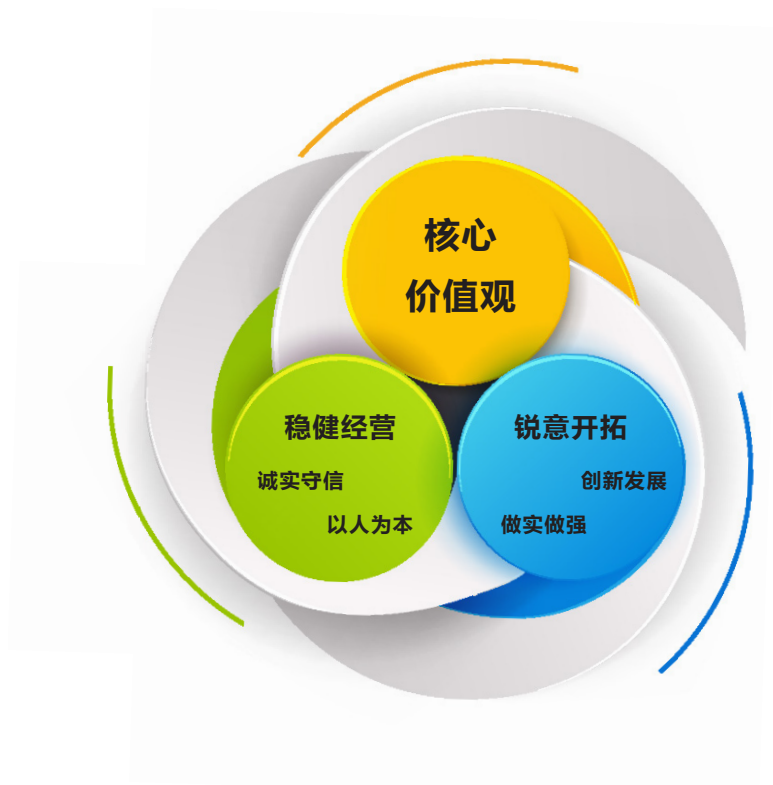 核心
价值观
稳健经营
诚实守信
以人为本
锐意开拓
创新发展
做实做强